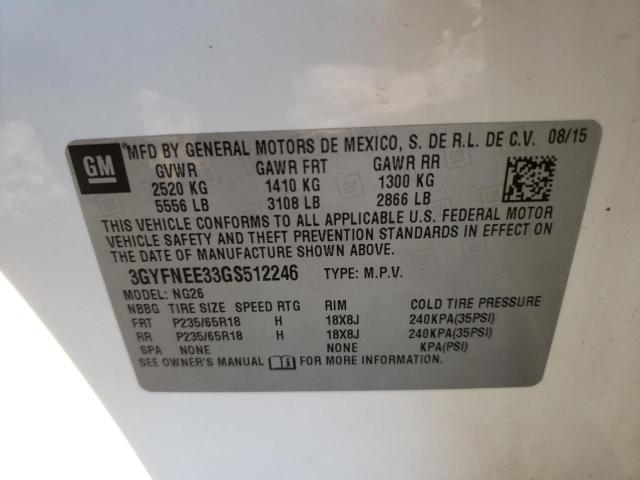 GM
MFD BY GENERAL MOTORS DE MEXICO, S. DE R.L. DE C.V. 08/15
GVWR GAWR FRT GAWR RR
2520 KG 1410 KG 1300 KG
5556 LB 3108 LB 2866 LB
THIS VEHICLE CONFORMS TO ALL APPLICABLE U.S. FEDERAL MOTOR
VEHICLE SAFETY AND THEFT PREVENTION STANDARDS IN EFFECT ON
THE DATE OF MANUFACTURE SHOWN ABOVE.
3GYFNEE33GS512246 TYPE: M.P.V.
MODEL: NG26
NBBG TIRE SIZE SPEED RTG RIM COLD TIRE PRESSURE
FRT P235/65R18 H 18X8J 240KPA(35PSI)
RR P235/65R18 H 18X8J 240KPA(35PSI)
SPA NONE NONE KPA(PSI)
SEE OWNER'S MANUAL FOR MORE INFORMATION.